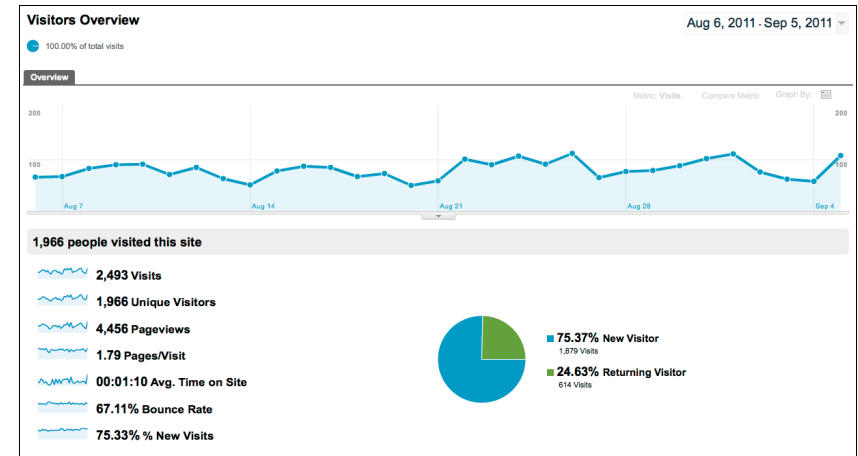 Visitors Overview
Aug 6, 2011 - Sep 5, 2011
100.00% of total visits
Overview
Metric: Visits Compare Metric Graph By:
200 200
100 100
Aug 7 Aug 14 Aug 21 Aug 28 Sep 4
1,966 people visited this site
2,493 Visits
1,966 Unique Visitors
4,456 Pageviews
1.79 Pages/Visit
00:01:10 Avg. Time on Site
67.11% Bounce Rate
75.33% % New Visits
75.37% New Visitor
1,879 Visits
24.63% Returning Visitor
614 Visits